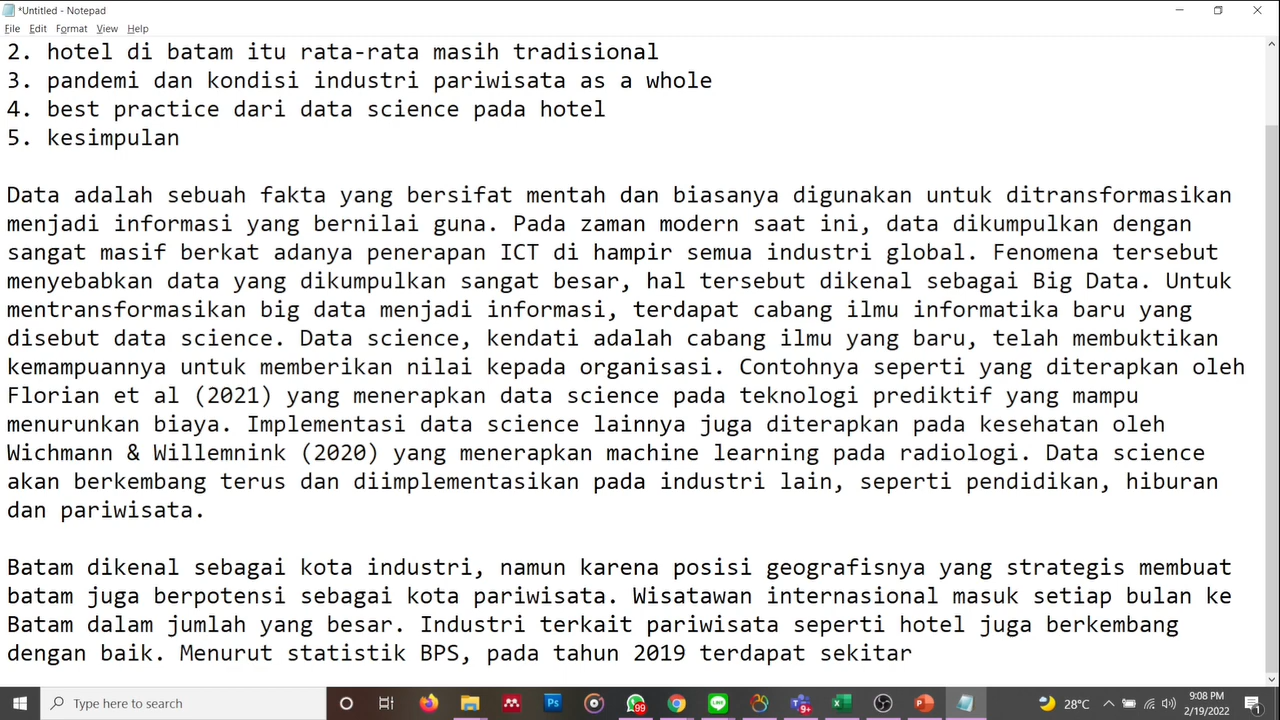 *Untitled - Notepad
File Edit Format View Help
2. hotel di batam itu rata-rata masih tradisional
3. pandemi dan kondisi industri pariwisata as a whole
4. best practice dari data science pada hotel
5. kesimpulan
Data adalah sebuah fakta yang bersifat mentah dan biasanya digunakan untuk ditransformasikan
menjadi informasi yang bernilai guna. Pada zaman modern saat ini, data dikumpulkan dengan
sangat masif berkat adanya penerapan ICT di hampir semua industri global. Fenomena tersebut
menyebabkan data yang dikumpulkan sangat besar, hal tersebut dikenal sebagai Big Data. Untuk
mentransformasikan big data menjadi informasi, terdapat cabang ilmu informatika baru yang
disebut data science. Data science, kendati adalah cabang ilmu yang baru, telah membuktikan
kemampuannya untuk memberikan nilai kepada organisasi. Contohnya seperti yang diterapkan oleh
Florian et al (2021) yang menerapkan data science pada teknologi prediktif yang mampu
menurunkan biaya. Implementasi data science lainnya juga diterapkan pada kesehatan oleh
Wichmann & Willemnink (2020) yang menerapkan machine learning pada radiologi. Data science
akan berkembang terus dan diimplementasikan pada industri lain, seperti pendidikan, hiburan
dan pariwisata.
Batam dikenal sebagai kota industri, namun karena posisi geografisnya yang strategis membuat
batam juga berpotensi sebagai kota pariwisata. Wisatawan internasional masuk setiap bulan ke
Batam dalam jumlah yang besar. Industri terkait pariwisata seperti hotel juga berkembang
dengan baik. Menurut statistik BPS, pada tahun 2019 terdapat sekitar
Type here to search
Ps
99
9+
28°C
9:08 PM
2/19/2022
1